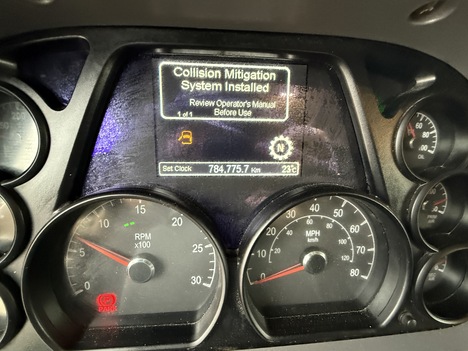 Collision Mitigation
System Installed
Review Operator's Manual
1 of 1 Before Use
N
Set Clock 784,775.7 Km 23°C
0 5 10 15 20 25 30
RPM
x100
0 10 20 30 40 50 60 70 80
MPH
km/h
PARK
OIL